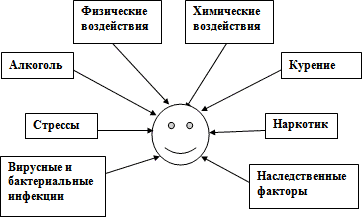 Физические
воздействия
Химические
воздействия
Алкоголь
Курение
Стрессы
Наркотик
Вирусные и
бактериальные
инфекции
Наследственные
факторы